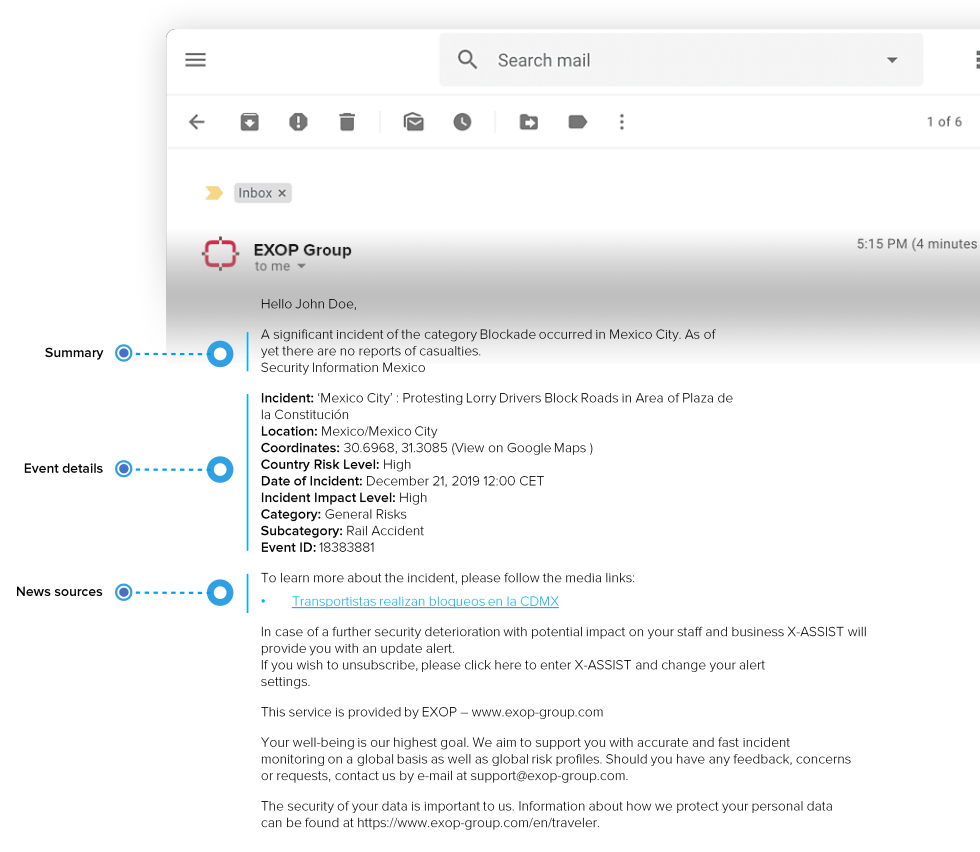 Search mail
1 of 6
Inbox ×
EXOP Group
5:15 PM (4 minutes
to me
Hello John Doe,
Summary
A significant incident of the category Blockade occurred in Mexico City. As of
yet there are no reports of casualties.
Security Information Mexico
Event details
Incident: ‘Mexico City’ : Protesting Lorry Drivers Block Roads in Area of Plaza de
la Constitución
Location: Mexico/Mexico City
Coordinates: 30.6968, 31.3085 (View on Google Maps )
Country Risk Level: High
Date of Incident: December 21, 2019 12:00 CET
Incident Impact Level: High
Category: General Risks
Subcategory: Rail Accident
Event ID: 18383881
News sources
To learn more about the incident, please follow the media links:
• Transportistas realizan bloqueos en la CDMX
In case of a further security deterioration with potential impact on your staff and business X-ASSIST will
provide you with an update alert.
If you wish to unsubscribe, please click here to enter X-ASSIST and change your alert
settings.
This service is provided by EXOP – www.exop-group.com
Your well-being is our highest goal. We aim to support you with accurate and fast incident
monitoring on a global basis as well as global risk profiles. Should you have any feedback, concerns
or requests, contact us by e-mail at support@exop-group.com.
The security of your data is important to us. Information about how we protect your personal data
can be found at https://www.exop-group.com/en/traveler.